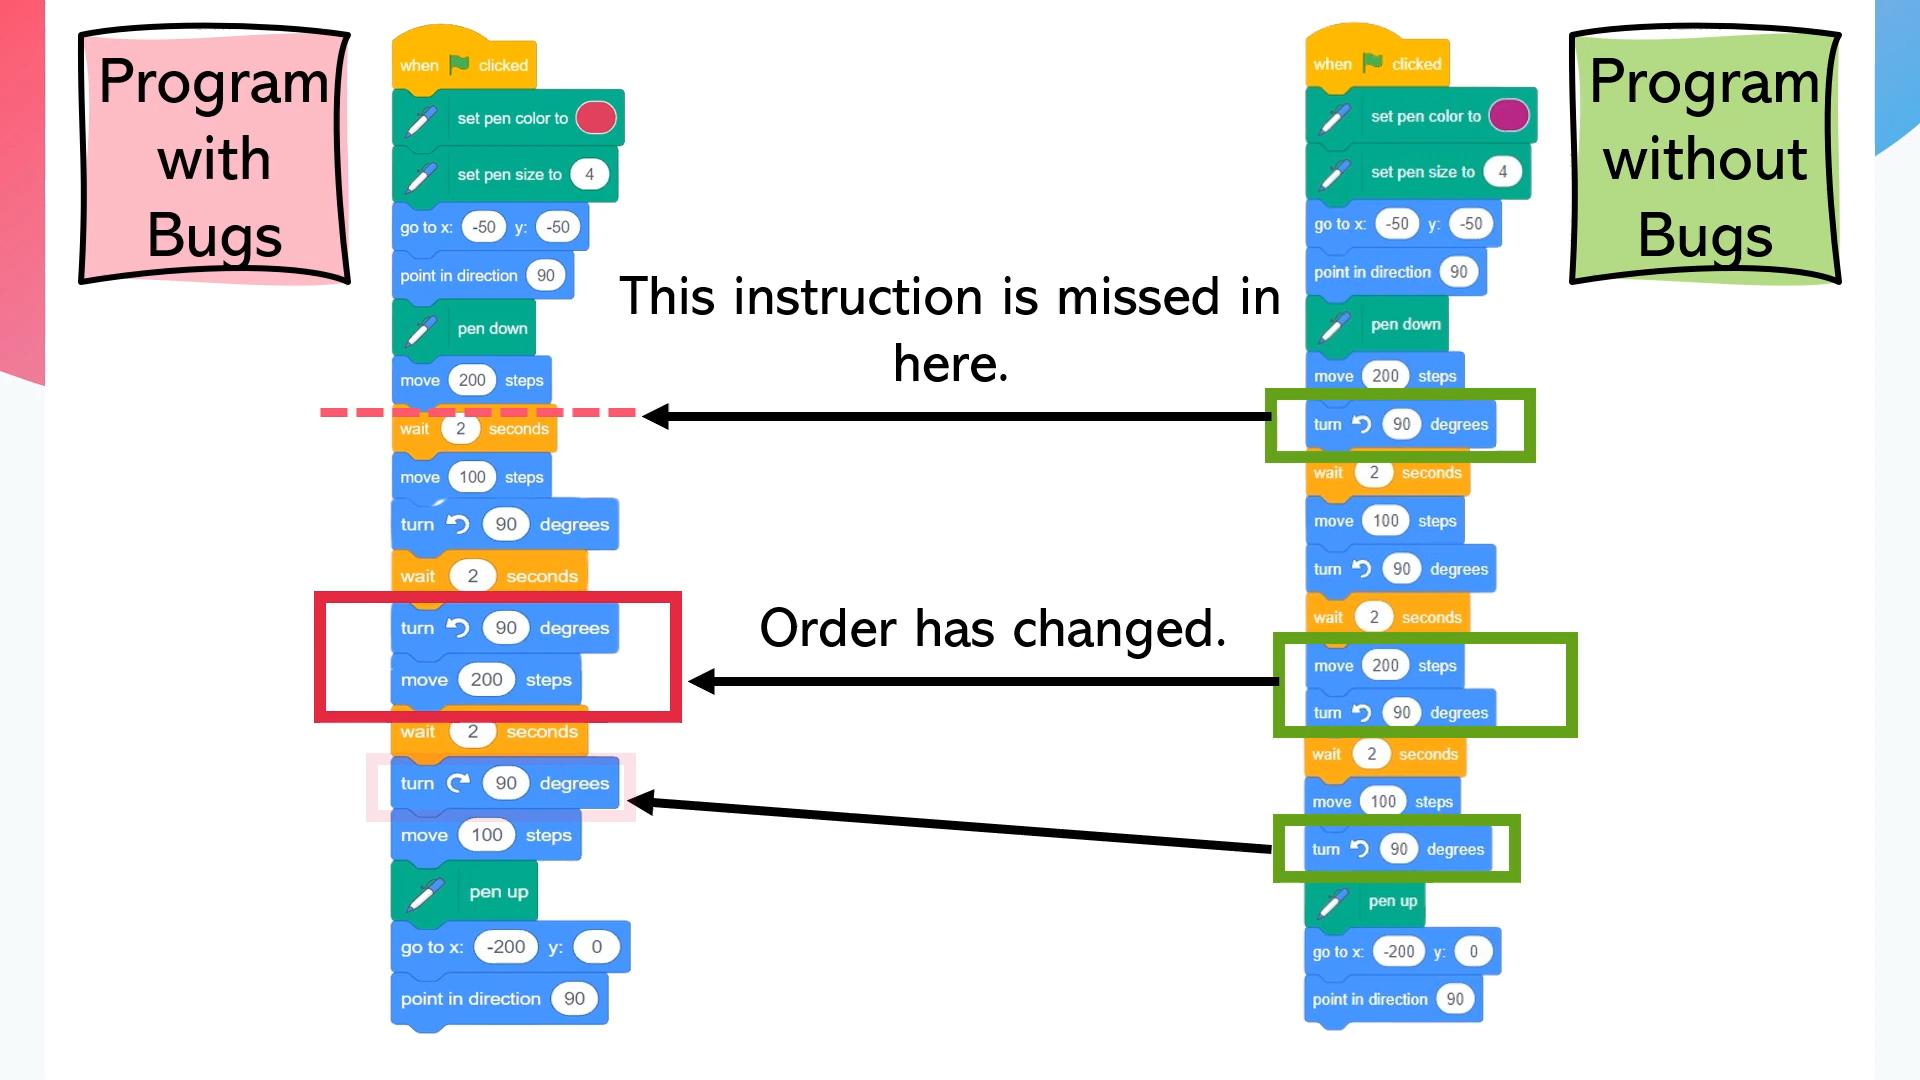 Program
with
Bugs
when clicked
set pen color to
set pen size to 4
go to x: -50 y: -50
point in direction 90
pen down
move 200 steps
wait 2 seconds
move 100 steps
turn 90 degrees
wait 2 seconds
turn 90 degrees
move 200 steps
wait 2 seconds
turn 90 degrees
move 100 steps
pen up
go to x: -200 y: 0
point in direction 90
This instruction is missed in
here.
Order has changed.
when clicked
set pen color to
set pen size to 4
go to x: -50 y: -50
point in direction 90
pen down
move 200 steps
turn 90 degrees
wait 2 seconds
move 100 steps
turn 90 degrees
wait 2 seconds
move 200 steps
turn 90 degrees
wait 2 seconds
move 100 steps
turn 90 degrees
pen up
go to x: -200 y: 0
point in direction 90
Program
without
Bugs